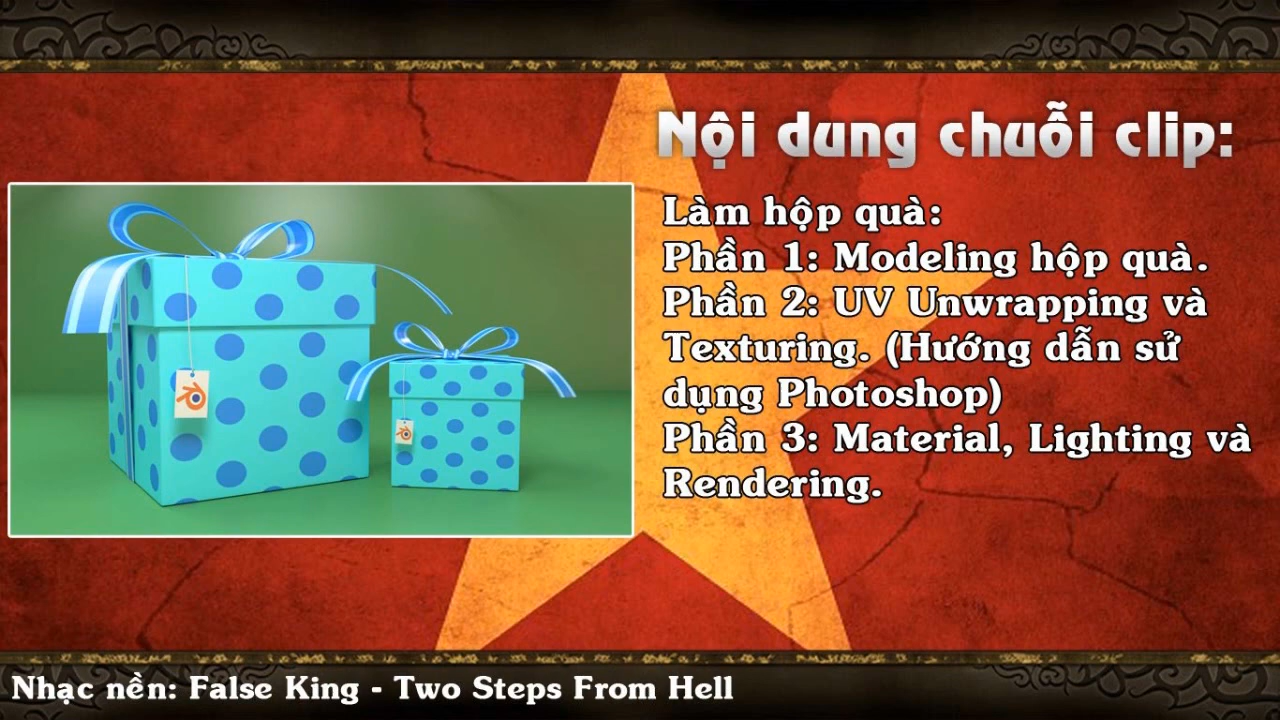 Nội dung chuỗi clip:
Làm hộp quà:
Phần 1: Modeling hộp quà.
Phần 2: UV Unwrapping và
Texturing. (Hướng dẫn sử
dụng Photoshop)
Phần 3: Material, Lighting và
Rendering.
Nhạc nền: False King - Two Steps From Hell